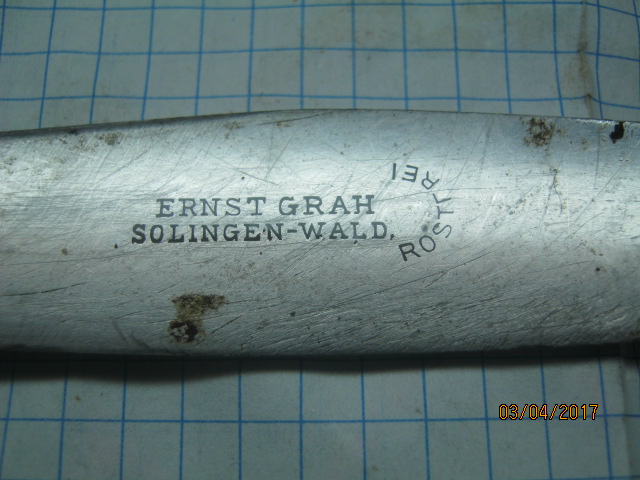 ERNST GRAH
SOLINGEN-WALD.
ROSTFREI
03/04/2017